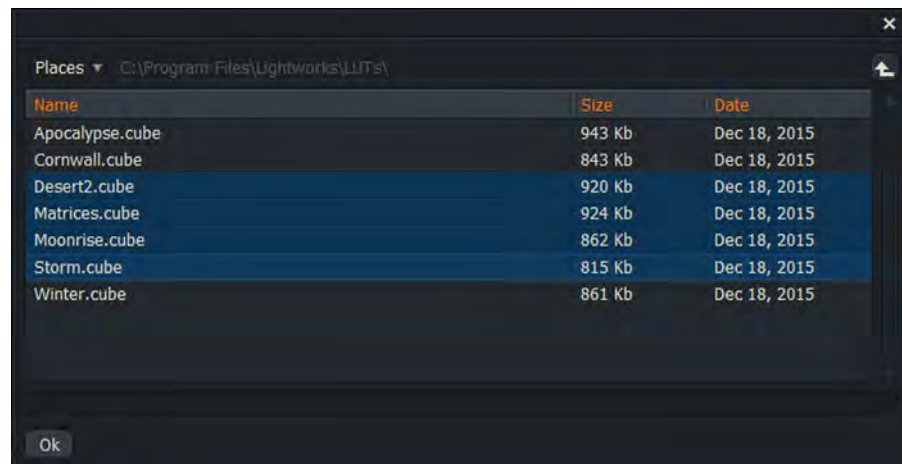 Places C:\Program Files\Lightworks\LUTs\
Name Size Date
Apocalypse.cube 943 Kb Dec 18, 2015
Cornwall.cube 843 Kb Dec 18, 2015
Desert2.cube 920 Kb Dec 18, 2015
Matrices.cube 924 Kb Dec 18, 2015
Moonrise.cube 862 Kb Dec 18, 2015
Storm.cube 815 Kb Dec 18, 2015
Winter.cube 861 Kb Dec 18, 2015
Ok